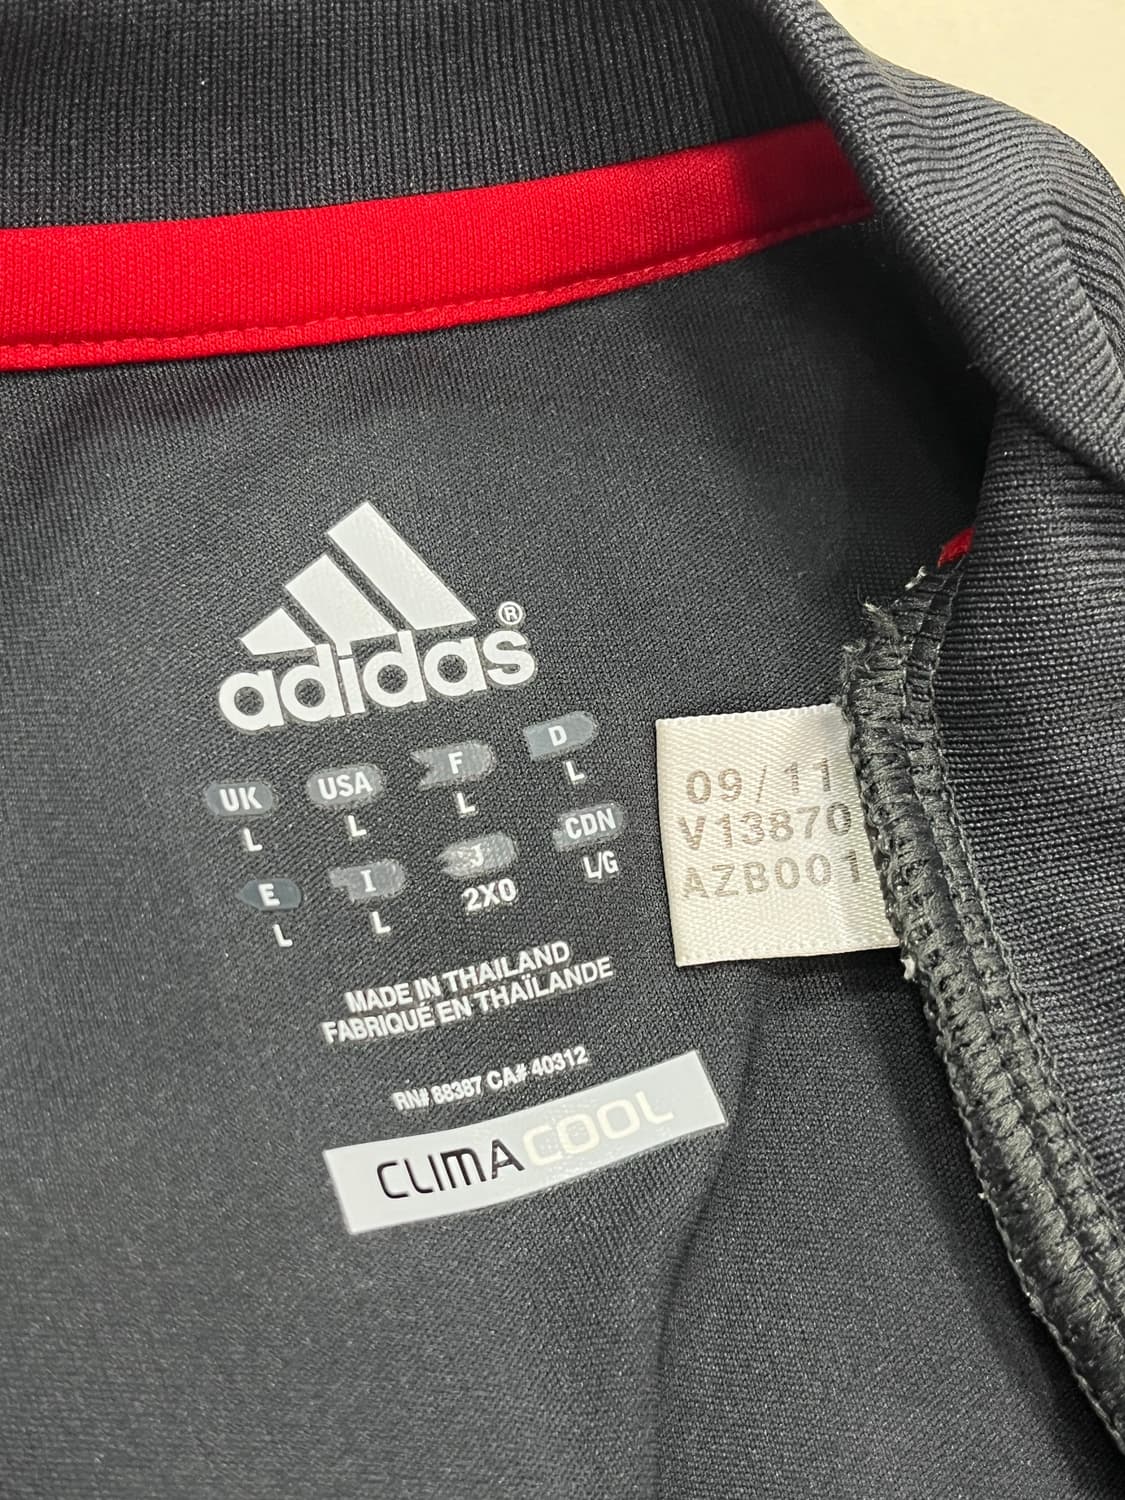 adidas®
UK USA F D
L L L L
E I J CDN
L L 2XO L/G
MADE IN THAILAND
FABRIQUÉ EN THAÏLANDE
RN# 88387 CA# 40312
CLIMACOOL
09/11
V13870
AZB001